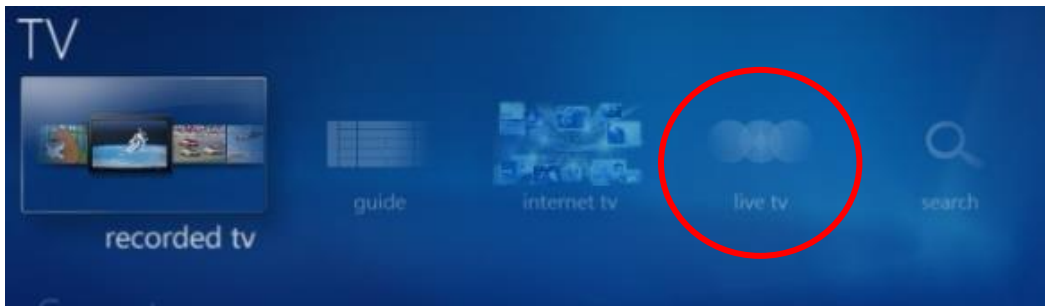 TV
recorded tv
guide
internet tv
live tv
search